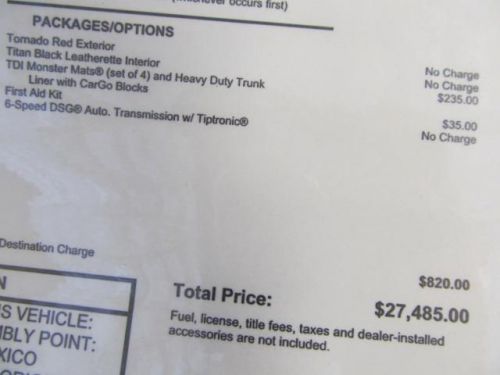 occurs first)
PACKAGES/OPTIONS
Tornado Red Exterior No Charge
Titan Black Leatherette Interior No Charge
TDI Monster Mats® (set of 4) and Heavy Duty Trunk $235.00
Liner with CarGo Blocks
First Aid Kit $35.00
6-Speed DSG® Auto. Transmission w/ Tiptronic® No Charge
Destination Charge $820.00
Total Price: $27,485.00
Fuel, license, title fees, taxes and dealer-installed
accessories are not included.
N
S VEHICLE:
MBLY POINT:
XICO